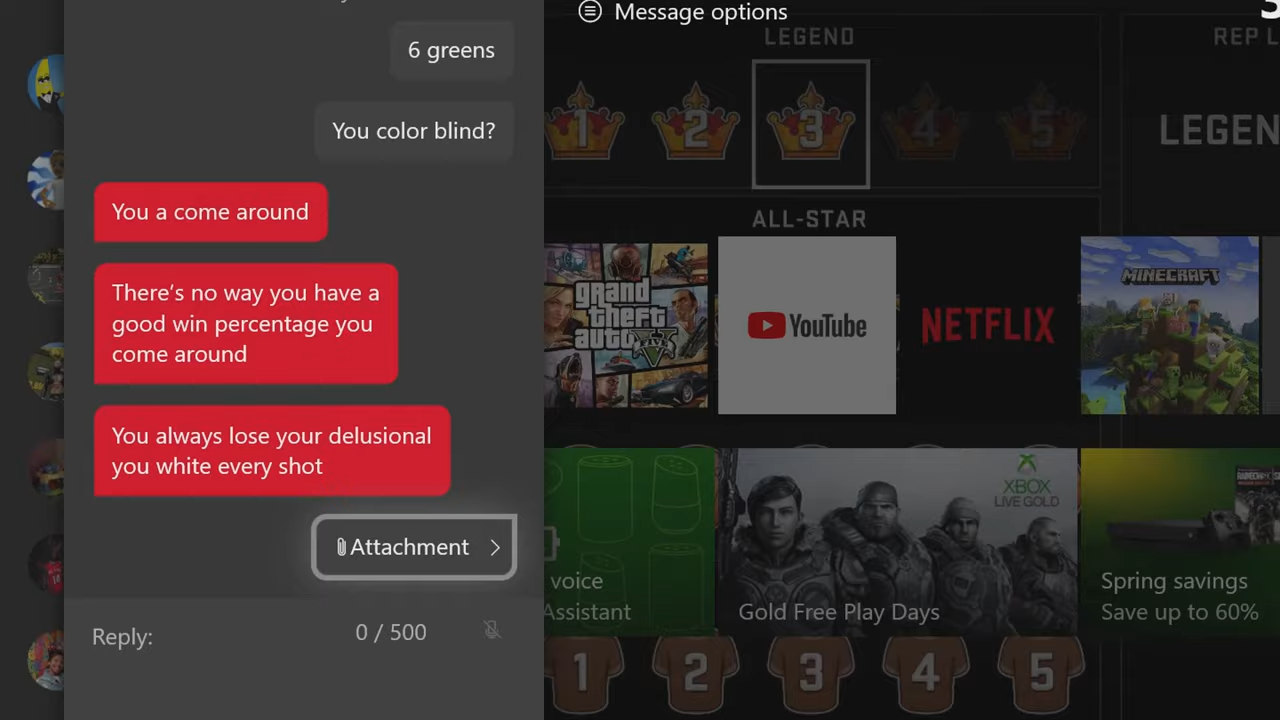 Message options
6 greens
You color blind?
You a come around
There's no way you have a
good win percentage you
come around
You always lose your delusional
you white every shot
Attachment
Reply:
0 / 500
LEGEND
REP L
1
2
3
4
5
LEGEN
ALL-STAR
grand
theft
auto
V
YouTube
NETFLIX
MINECRAFT
voice
Assistant
XBOX
LIVE GOLD
Gold Free Play Days
Spring savings
Save up to 60%
1
2
3
4
5